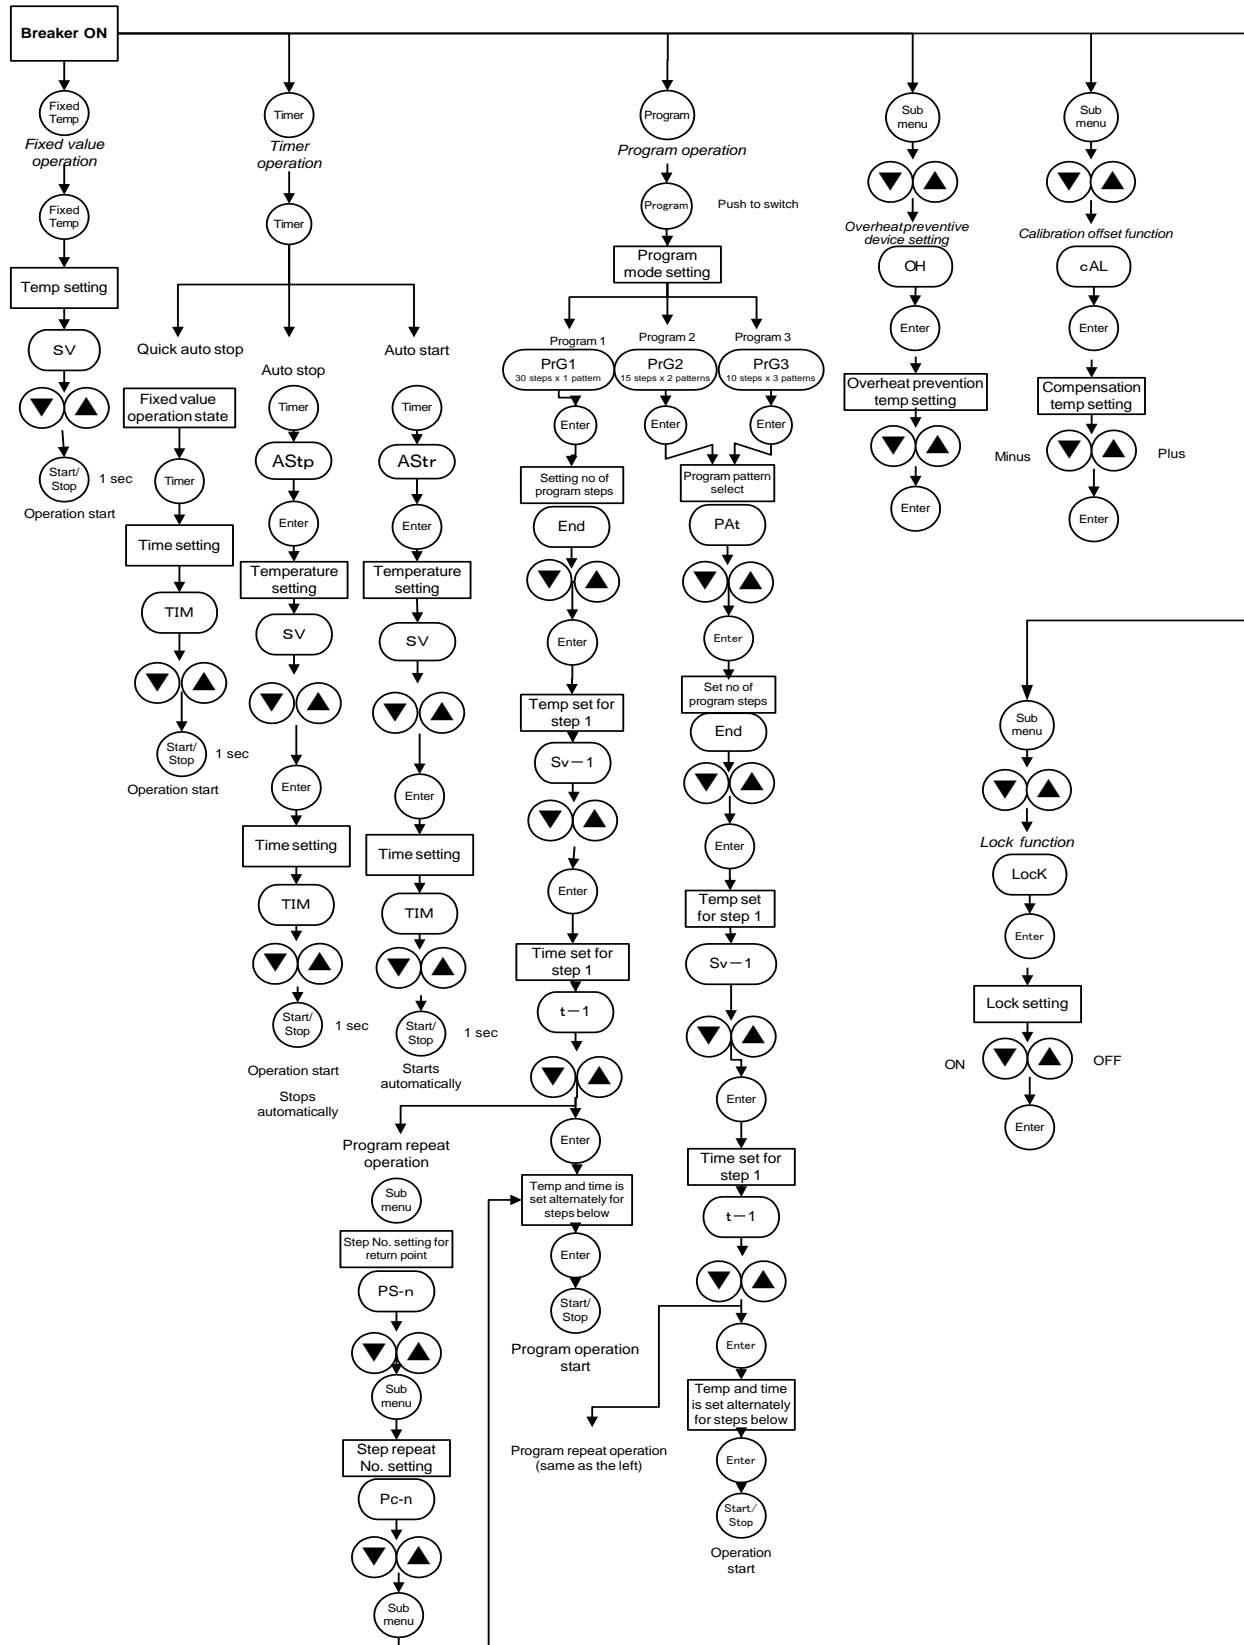 Breaker ON
Fixed
Temp
Fixed value
operation
Fixed
Temp
Temp setting
SV
Start/
Stop
1 sec
Operation start
Timer
Timer
operation
Timer
Quick auto stop
Fixed value
operation state
Timer
Time setting
TIM
Start/
Stop
1 sec
Operation start
Auto stop
Timer
AStp
Enter
Temperature
setting
SV
Enter
Time setting
TIM
Start/
Stop
1 sec
Operation start
Stops
automatically
Auto start
Timer
AStr
Enter
Temperature
setting
SV
Enter
Time setting
TIM
Start/
Stop
1 sec
Starts
automatically
Program
Program operation
Program
Push to switch
Program
mode setting
Program 1
PrG1
30 steps x 1 pattern
Enter
Setting no of
program steps
End
Enter
Temp set for
step 1
Sv－1
Enter
Time set for
step 1
t－1
Enter
Temp and time is
set alternately for
steps below
Enter
Start/
Stop
Program operation
start
Program repeat
operation
Sub
menu
Step No. setting for
return point
PS-n
Sub
menu
Step repeat
No. setting
Pc-n
Sub
menu
Program 2
PrG2
15 steps x 2 patterns
Enter
Program 3
PrG3
10 steps x 3 patterns
Enter
Program pattern
select
PAt
Enter
Set no of
program steps
End
Enter
Temp set
for step 1
Sv－1
Enter
Time set for
step 1
t－1
Enter
Temp and time
is set alternately
for steps below
Enter
Start/
Stop
Operation
start
Program repeat operation
(same as the left)
Sub
menu
Overheat preventive
device setting
OH
Enter
Overheat prevention
temp setting
Enter
Sub
menu
Calibration offset function
cAL
Enter
Compensation
temp setting
Minus
Plus
Enter
Sub
menu
Lock function
LocK
Enter
Lock setting
ON
OFF
Enter